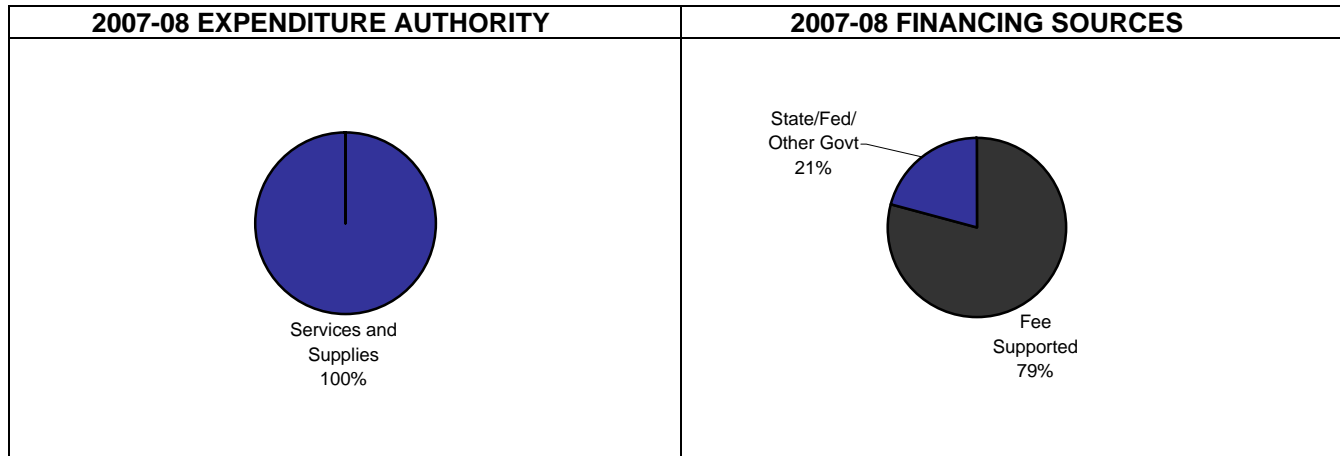 2007-08 EXPENDITURE AUTHORITY
Services and
Supplies
100%
2007-08 FINANCING SOURCES
State/Fed/
Other Govt
21%
Fee
Supported
79%